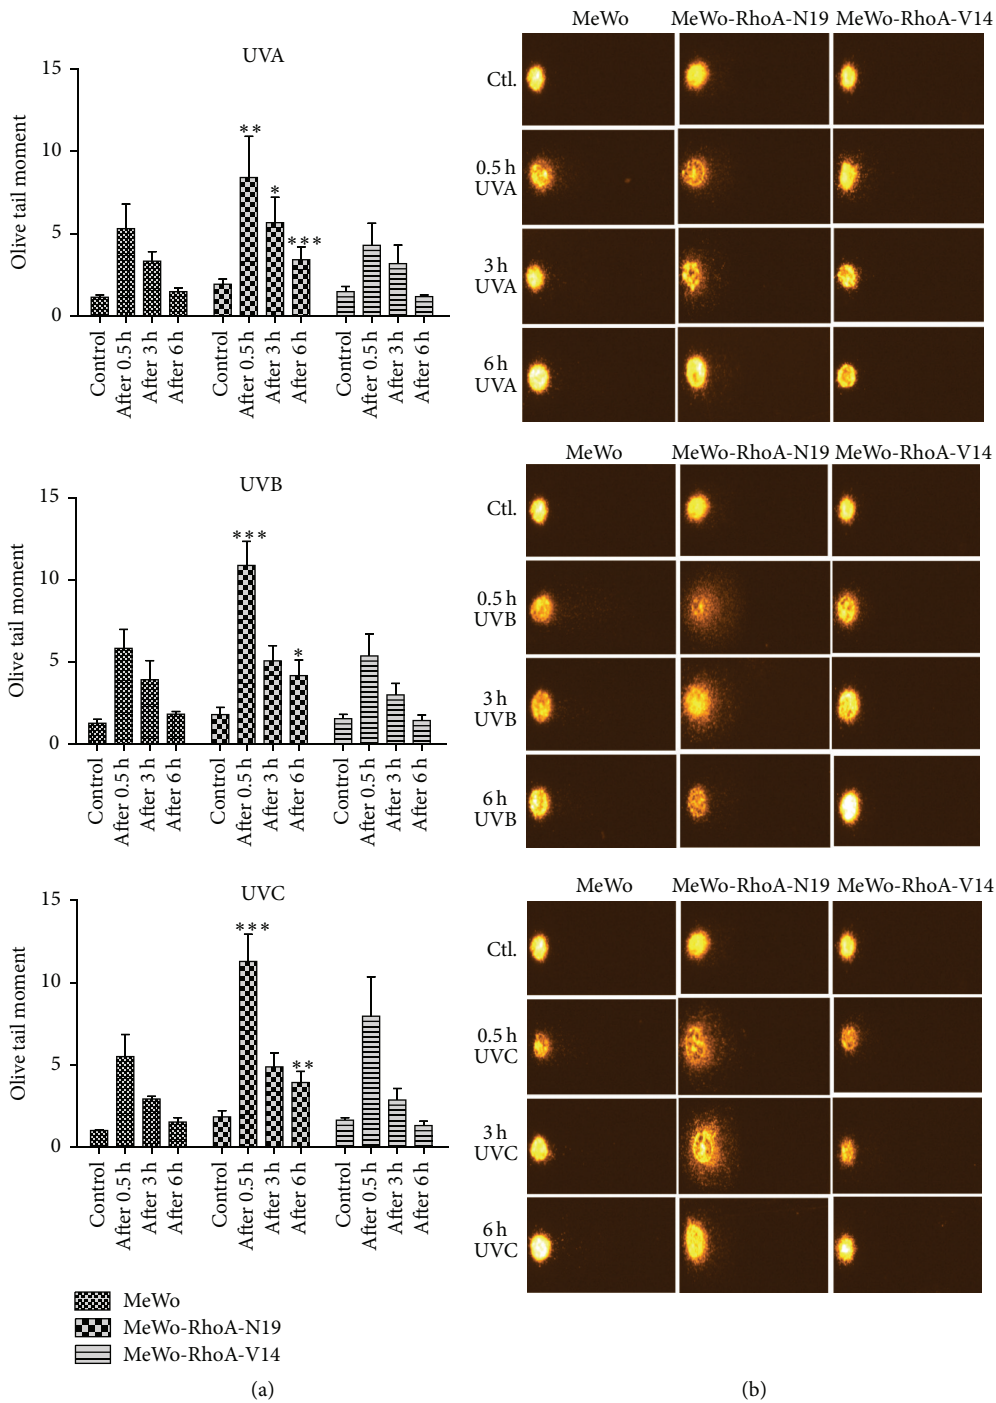 UVA
Olive tail moment
15
10
5
0
**
*
***
Control
After 0.5 h
After 3 h
After 6 h
Control
After 0.5 h
After 3 h
After 6 h
Control
After 0.5 h
After 3 h
After 6 h
UVB
Olive tail moment
15
10
5
0
***
*
Control
After 0.5 h
After 3 h
After 6 h
Control
After 0.5 h
After 3 h
After 6 h
Control
After 0.5 h
After 3 h
After 6 h
UVC
Olive tail moment
15
10
5
0
***
**
Control
After 0.5 h
After 3 h
After 6 h
Control
After 0.5 h
After 3 h
After 6 h
Control
After 0.5 h
After 3 h
After 6 h
MeWo
MeWo-RhoA-N19
MeWo-RhoA-V14
(a)
MeWo MeWo-RhoA-N19 MeWo-RhoA-V14
Ctl.
0.5 h
UVA
3 h
UVA
6 h
UVA
MeWo MeWo-RhoA-N19 MeWo-RhoA-V14
Ctl.
0.5 h
UVB
3 h
UVB
6 h
UVB
MeWo MeWo-RhoA-N19 MeWo-RhoA-V14
Ctl.
0.5 h
UVC
3 h
UVC
6 h
UVC
(b)